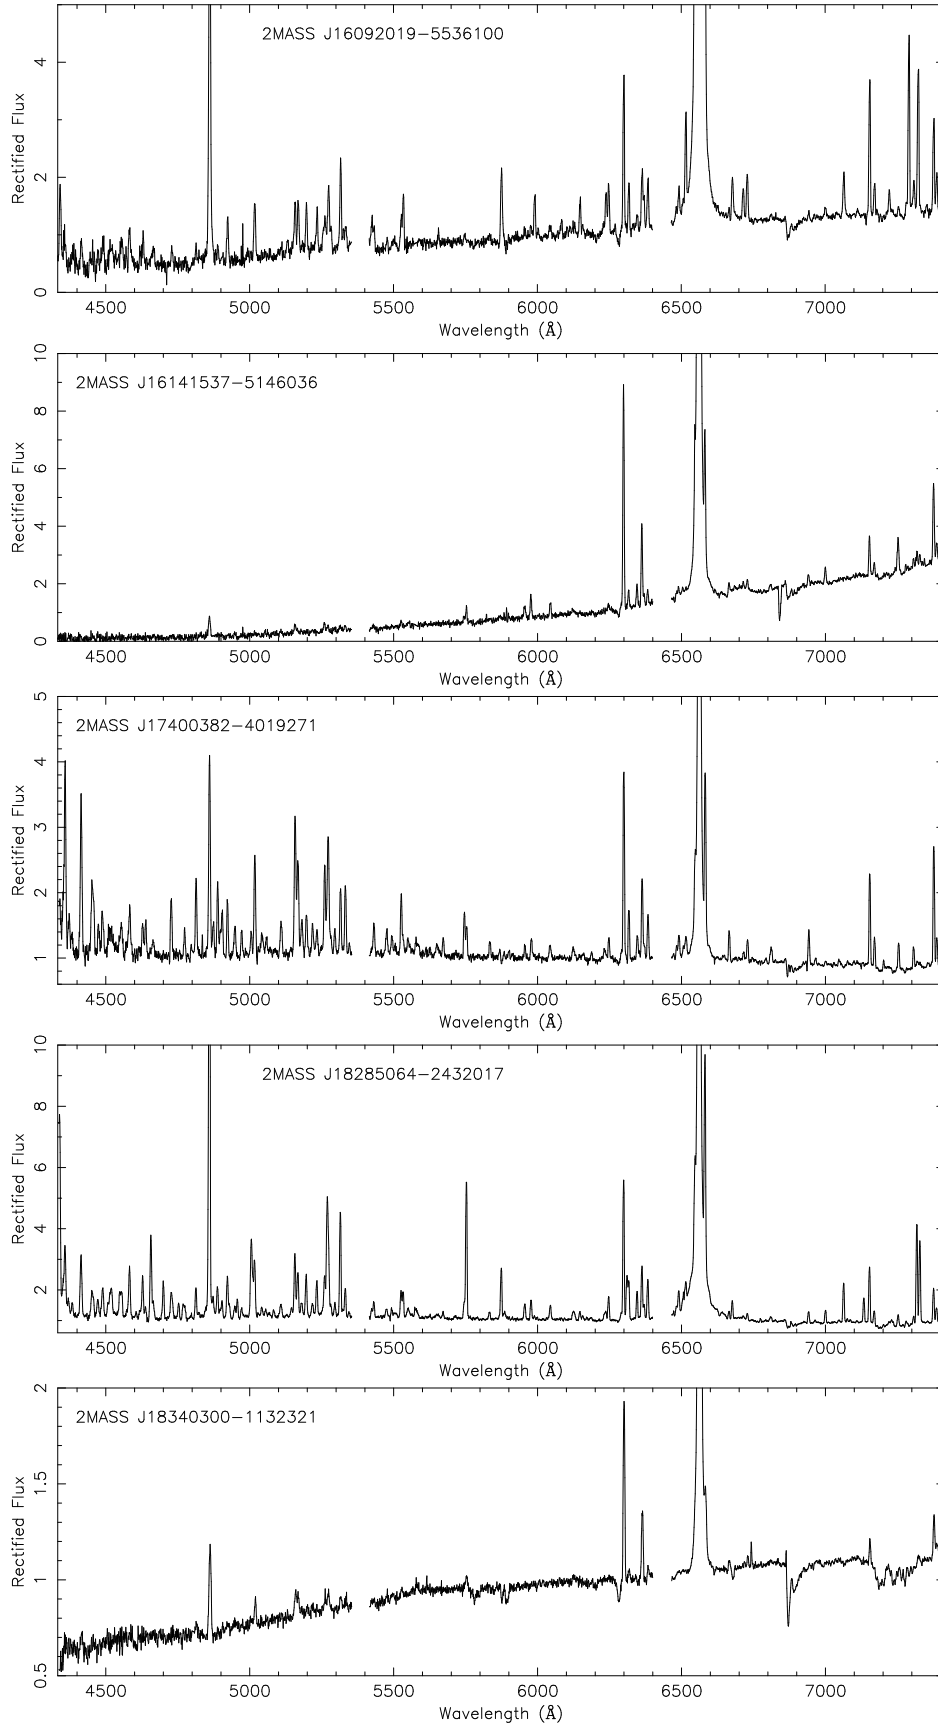 2MASS J16092019−5536100
Rectified Flux
0 2 4
4500 5000 5500 6000 6500 7000
Wavelength (Å)
2MASS J16141537−5146036
Rectified Flux
0 2 4 6 8 10
4500 5000 5500 6000 6500 7000
Wavelength (Å)
2MASS J17400382−4019271
Rectified Flux
1 2 3 4 5
4500 5000 5500 6000 6500 7000
Wavelength (Å)
2MASS J18285064−2432017
Rectified Flux
2 4 6 8 10
4500 5000 5500 6000 6500 7000
Wavelength (Å)
2MASS J18340300−1132321
Rectified Flux
0.5 1 1.5 2
4500 5000 5500 6000 6500 7000
Wavelength (Å)